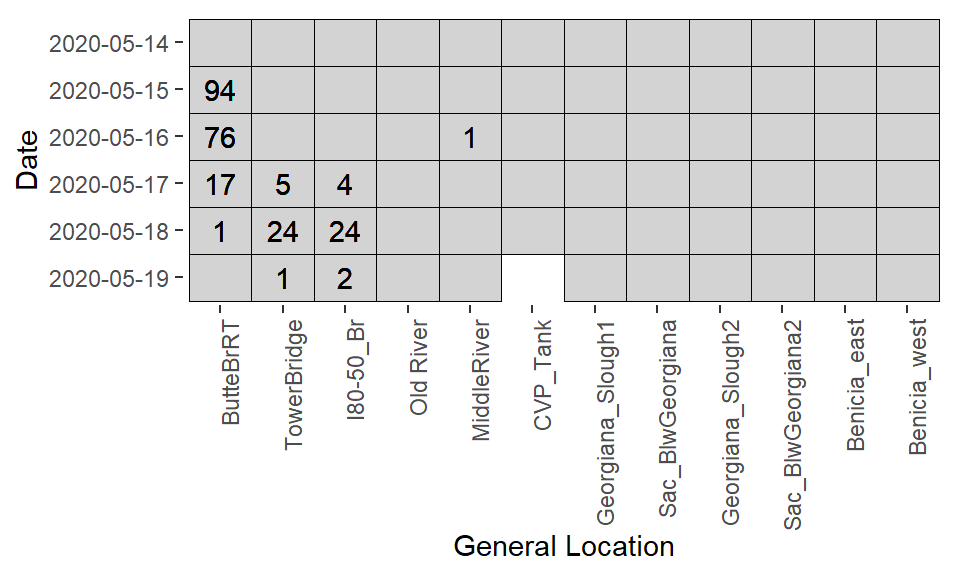 Date
2020-05-14
2020-05-15 94
2020-05-16 76 1
2020-05-17 17 5 4
2020-05-18 1 24 24
2020-05-19 1 2
ButteBrRT
TowerBridge
I80-50_Br
Old River
MiddleRiver
CVP_Tank
Georgiana_Slough1
Sac_BlwGeorgiana
Georgiana_Slough2
Sac_BlwGeorgiana2
Benicia_east
Benicia_west
General Location